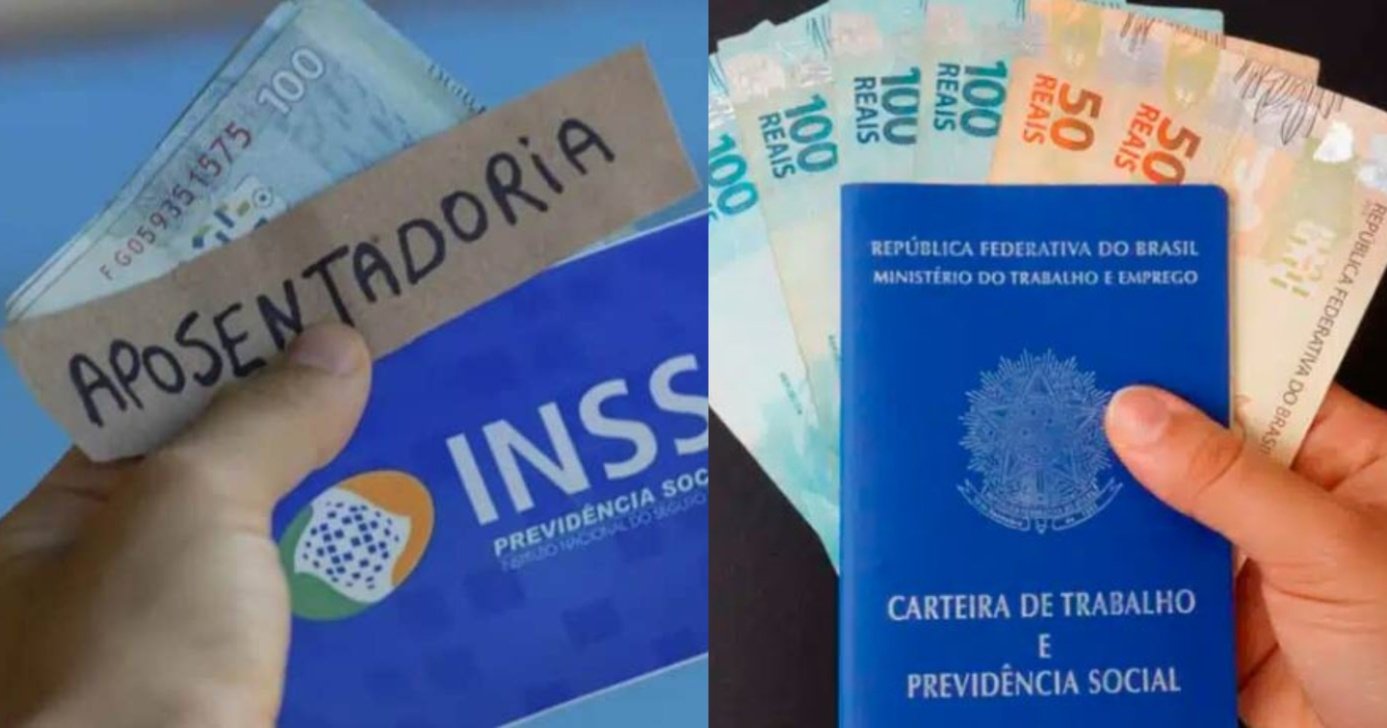 100
FG059351575
APOSENTADORIA
INSS
PREVIDÊNCIA SOC
100
100
REAIS
100
REAIS
100
REAIS
50
REAIS
50
REAIS
REPÚBLICA FEDERATIVA DO BRASIL
REPÚBLICA FEDERATIVA DO BRASIL
MINISTÉRIO DO TRABALHO E EMPREGO
CARTEIRA DE TRABALHO
E
PREVIDÊNCIA SOCIAL